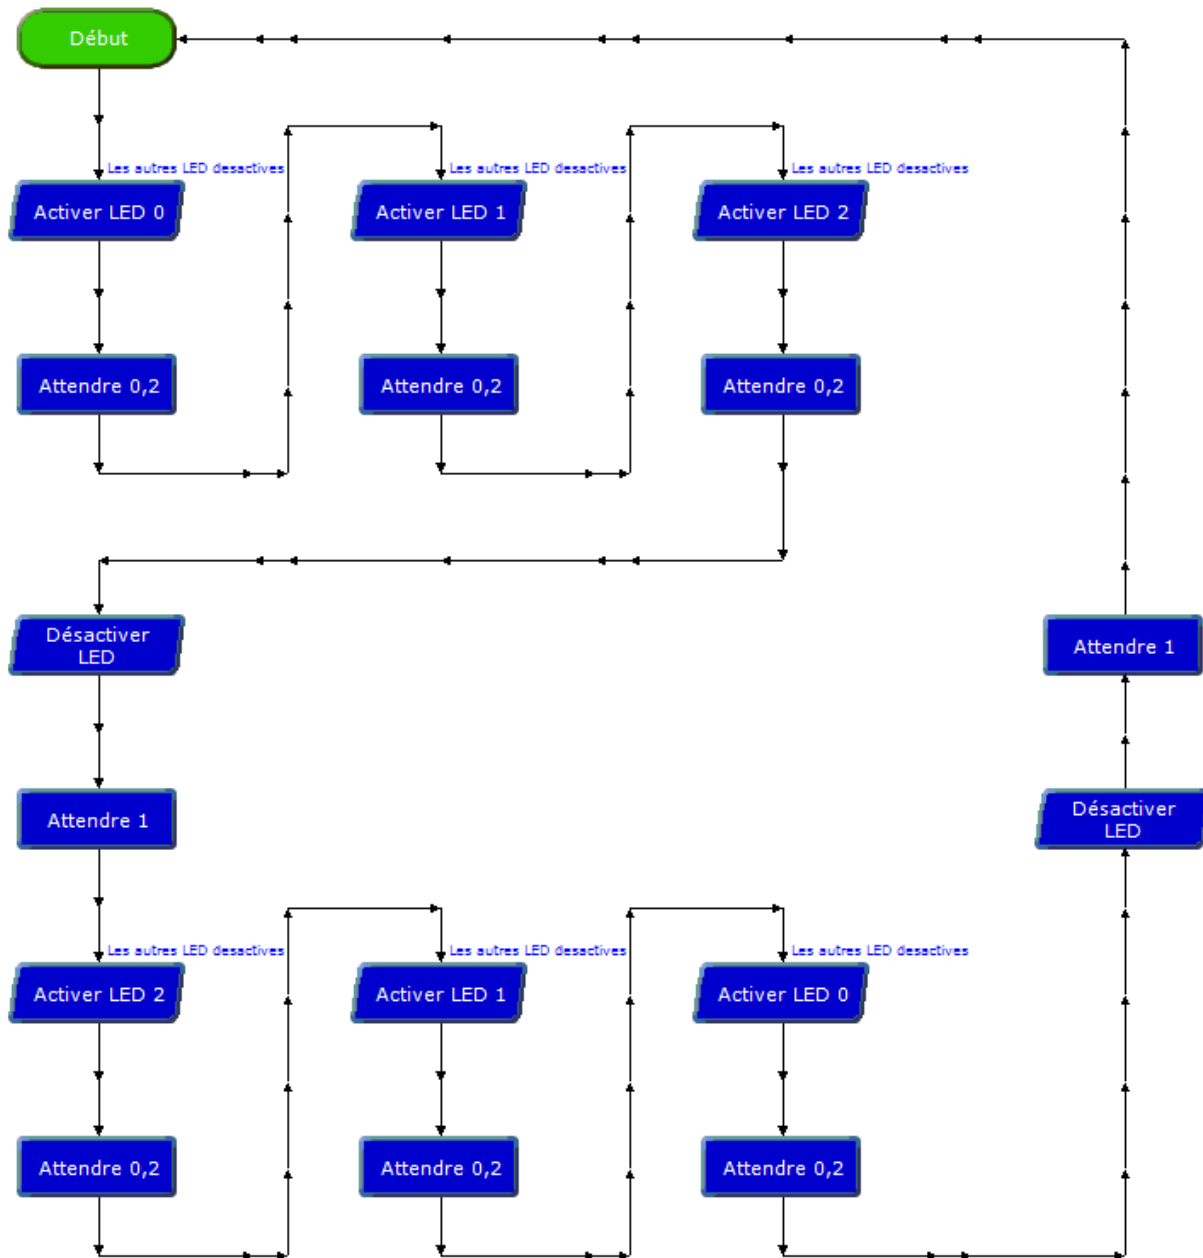 Début
Les autres LED desactives
Les autres LED desactives
Les autres LED desactives
Activer LED 0
Activer LED 1
Activer LED 2
Attendre 0,2
Attendre 0,2
Attendre 0,2
Désactiver
LED
Attendre 1
Attendre 1
Désactiver
LED
Les autres LED desactives
Les autres LED desactives
Les autres LED desactives
Activer LED 2
Activer LED 1
Activer LED 0
Attendre 0,2
Attendre 0,2
Attendre 0,2